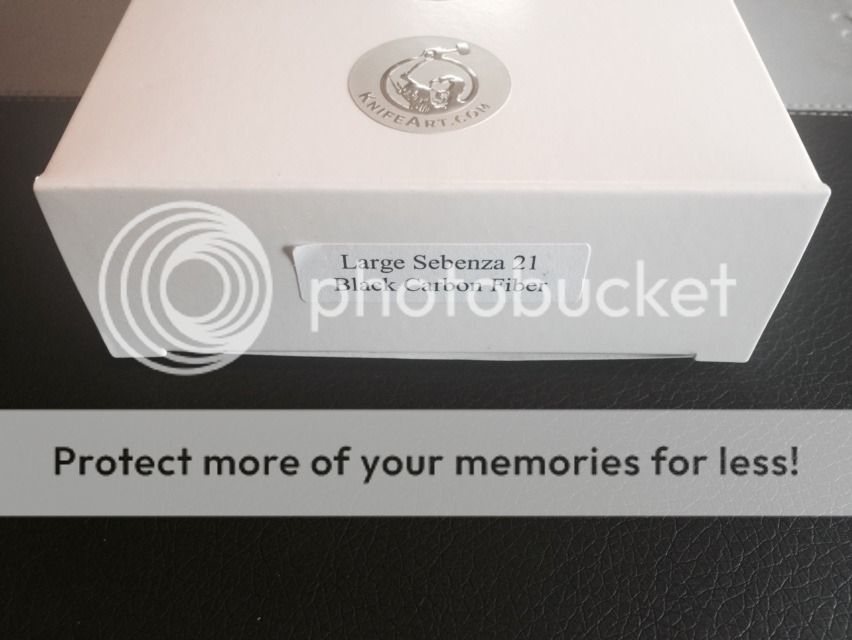 KNIFEART.COM
Large Sebenza 21
Black Carbon Fiber
photobucket
Protect more of your memories for less!